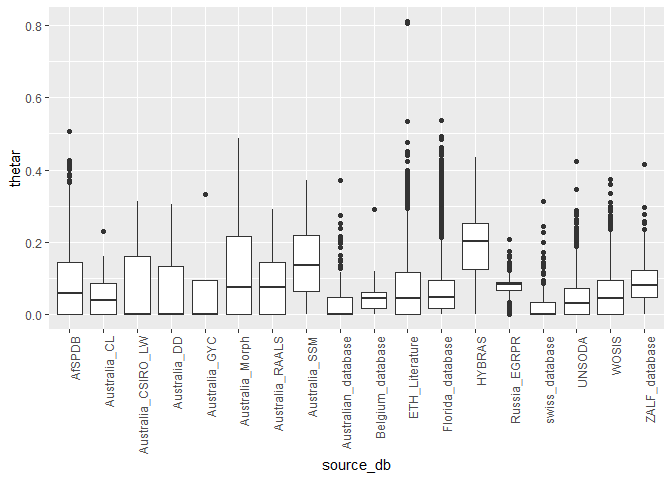 0.8
0.6
0.4
0.2
0.0
thetar
AfSPDB
Australia_CL
Australia_CSIRO_LW
Australia_DD
Australia_GYC
Australia_Morph
Australia_RAALS
Australia_SSM
Australian_database
Belgium_database
ETH_Literature
Florida_database
HYBRAS
Russia_EGRPR
swiss_database
UNSODA
WOSIS
ZALF_database
source_db